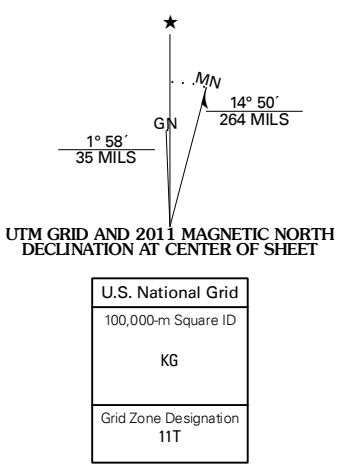 ★
MN
14° 50´
264 MILS
GN
1° 58´
35 MILS
UTM GRID AND 2011 MAGNETIC NORTH
DECLINATION AT CENTER OF SHEET
U.S. National Grid
100,000-m Square ID
KG
Grid Zone Designation
11T